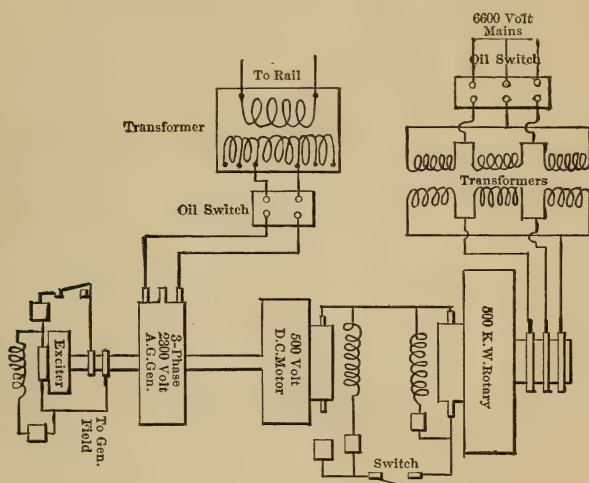 6600 Volt
Mains
Oil Switch
To Rail
Transformer
Transformers
Oil Switch
Exciter
3-Phase
2300 Volt
A.G.Gen.
500 Volt
D.C.Motor
500 K.W.Rotary
To Gen.
Field
Switch